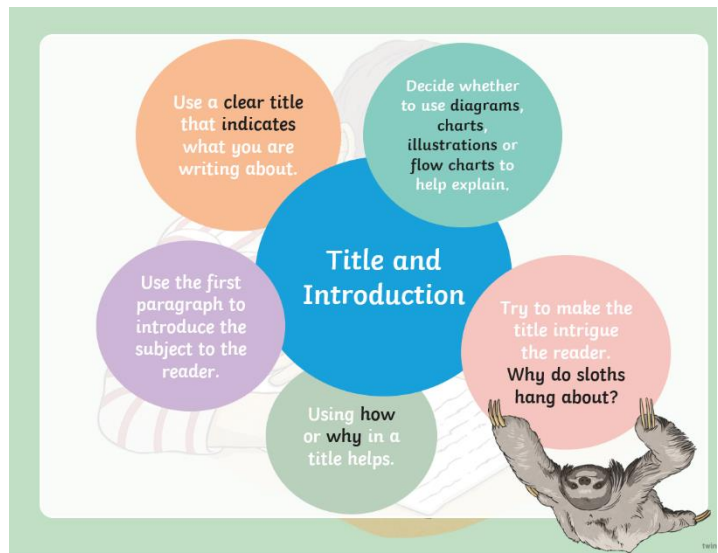 Use a clear title
that indicates
what you are
writing about.
Decide whether
to use diagrams,
charts,
illustrations or
flow charts to
help explain.
Title and
Introduction
Use the first
paragraph to
introduce the
subject to the
reader.
Try to make the
title intrigue
the reader.
Why do sloths
hang about?
Using how
or why in a
title helps.